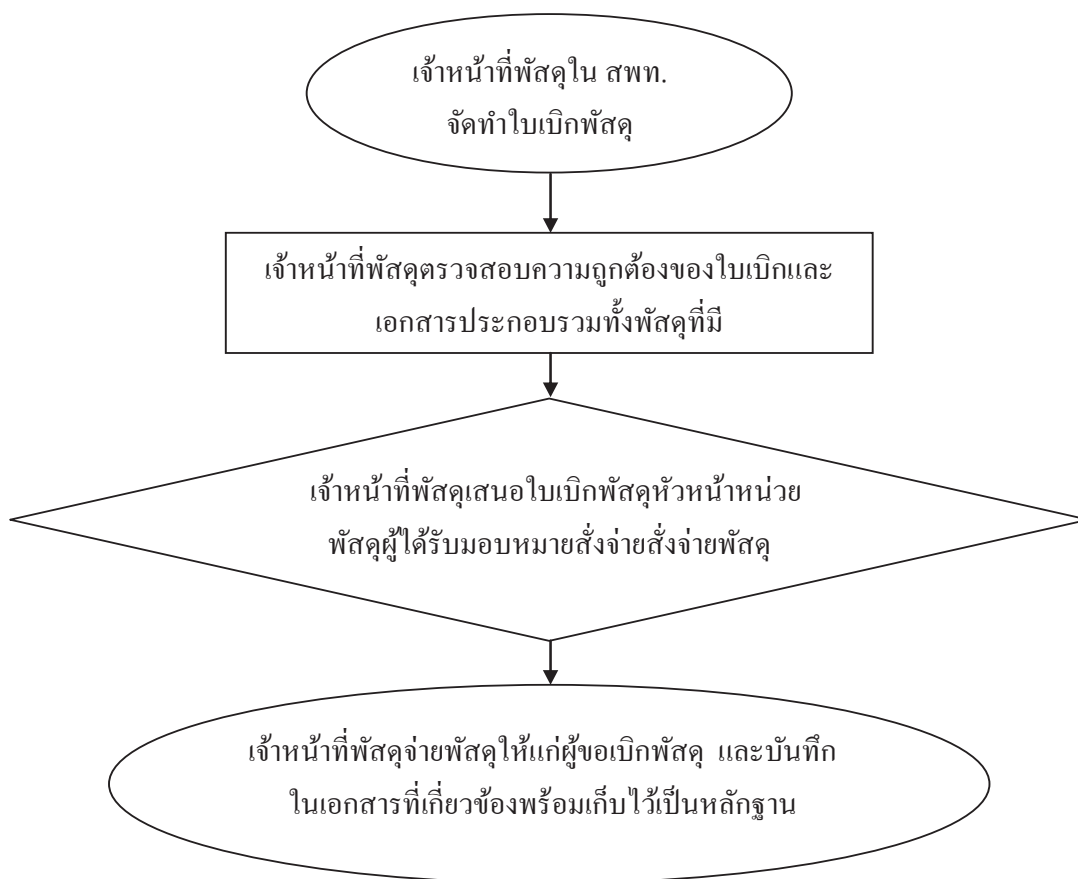 เจ้าหน้าที่พัสดุใน สพท.
จัดทำใบเบิกพัสดุ
เจ้าหน้าที่พัสดุตรวจสอบความถูกต้องของใบเบิกและ
เอกสารประกอบรวมทั้งพัสดุที่มี
เจ้าหน้าที่พัสดุเสนอใบเบิกพัสดุหัวหน้าหน่วย
พัสดุผู้ได้รับมอบหมายสั่งจ่ายสั่งจ่ายพัสดุ
เจ้าหน้าที่พัสดุจ่ายพัสดุให้แก่ผู้ขอเบิกพัสดุ และบันทึก
ในเอกสารที่เกี่ยวข้องพร้อมเก็บไว้เป็นหลักฐาน